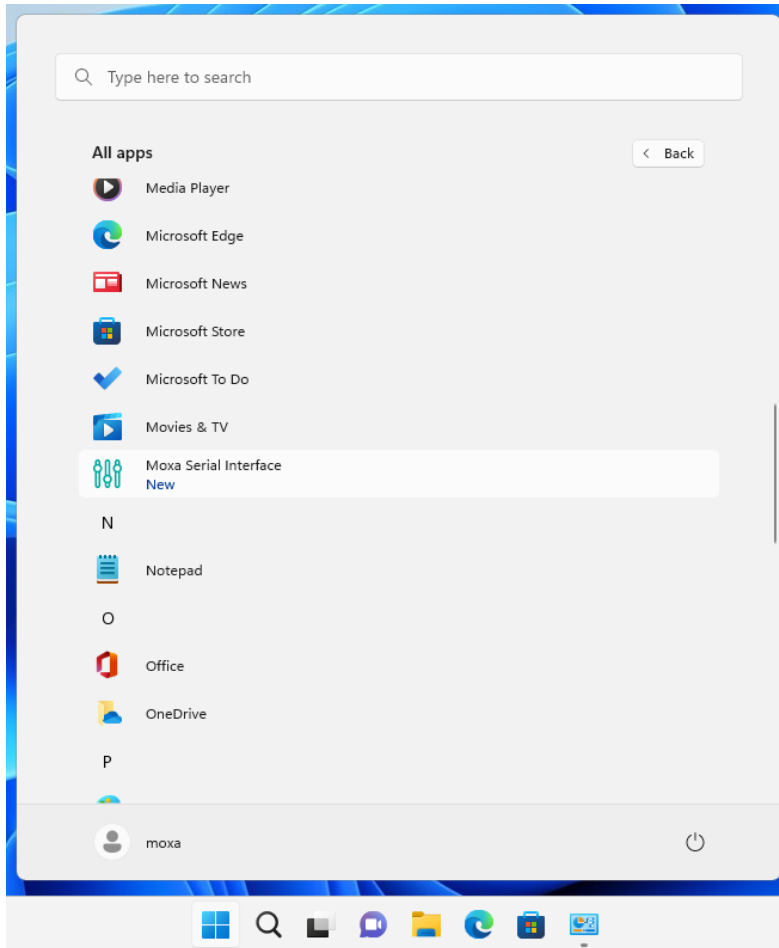 Type here to search
All apps
Back
Media Player
Microsoft Edge
Microsoft News
Microsoft Store
Microsoft To Do
Movies & TV
Moxa Serial Interface
New
N
Notepad
O
Office
OneDrive
P
moxa